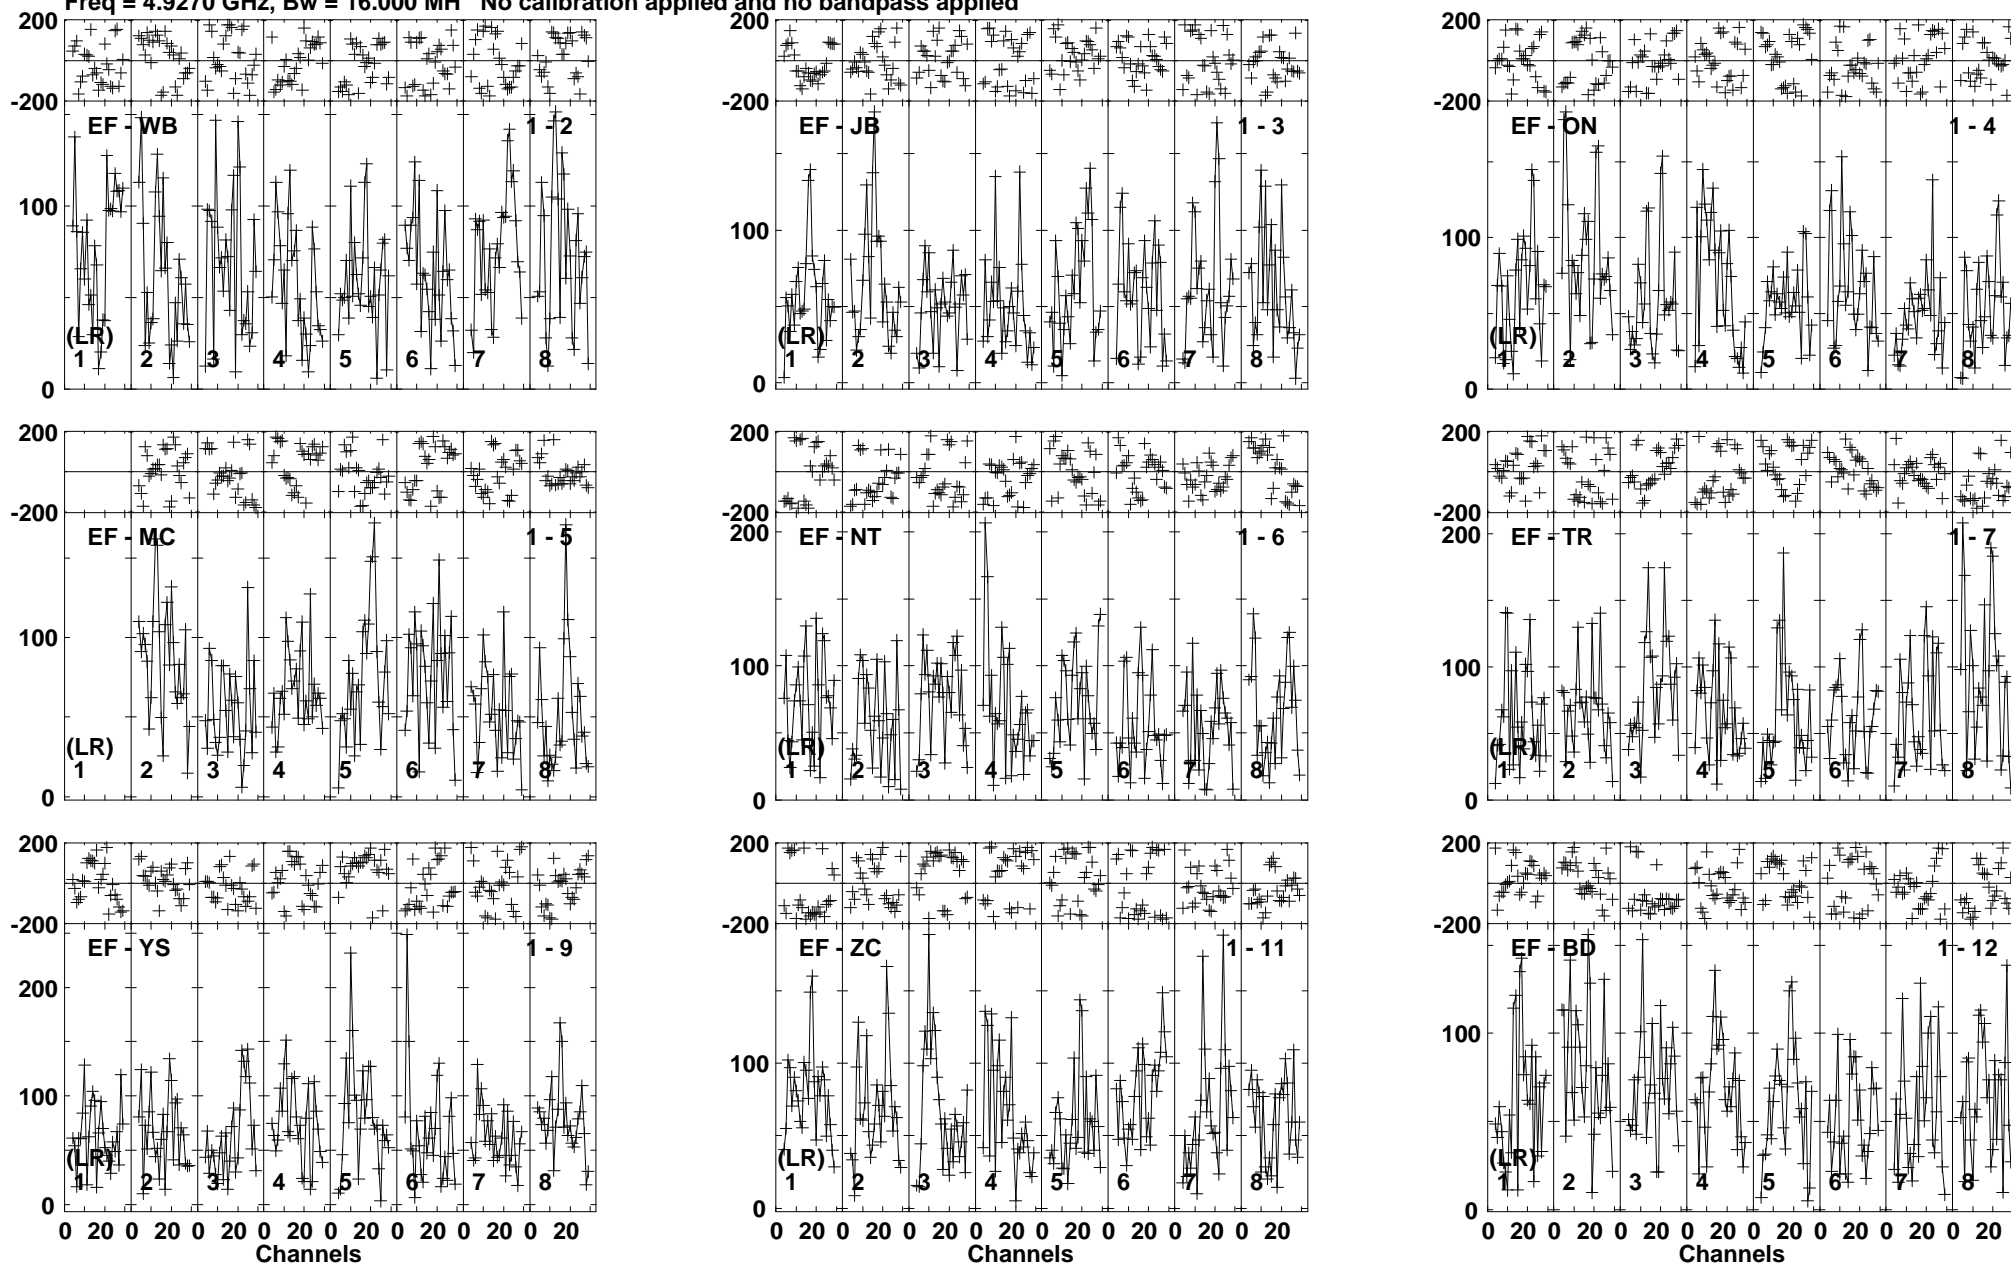 Freq = 4.9270 GHz, Bw = 16.000 MH No calibration applied and no bandpass applied
200 200 200
-200 -200 -200
EF - WB 1 - 2 EF - JB 1 - 3 EF - ON 1 - 4
100 100 100
(LR) (LR) (LR)
1 2 3 4 5 6 7 8 1 2 3 4 5 6 7 8 1 2 3 4 5 6 7 8
0 0 0
200 200 200
-200 -200 -200
EF - MC 1 - 5 EF - NT 1 - 6 EF - TR 1 - 7
200 200
100 100 100
(LR) (LR) (LR)
1 2 3 4 5 6 7 8 1 2 3 4 5 6 7 8 1 2 3 4 5 6 7 8
0 0 0
200 200 200
-200 -200 -200
EF - YS 1 - 9 EF - ZC 1 - 11 EF - BD 1 - 12
200
100 100 100
(LR) (LR) (LR)
1 2 3 4 5 6 7 8 1 2 3 4 5 6 7 8 1 2 3 4 5 6 7 8
0 0 0
0 20 0 20 0 20 0 20 0 20 0 20 0 20 0 20 0 20 0 20 0 20 0 20 0 20 0 20 0 20 0 20 0 20 0 20 0 20 0 20 0 20 0 20 0 20 0 20
Channels Channels Channels